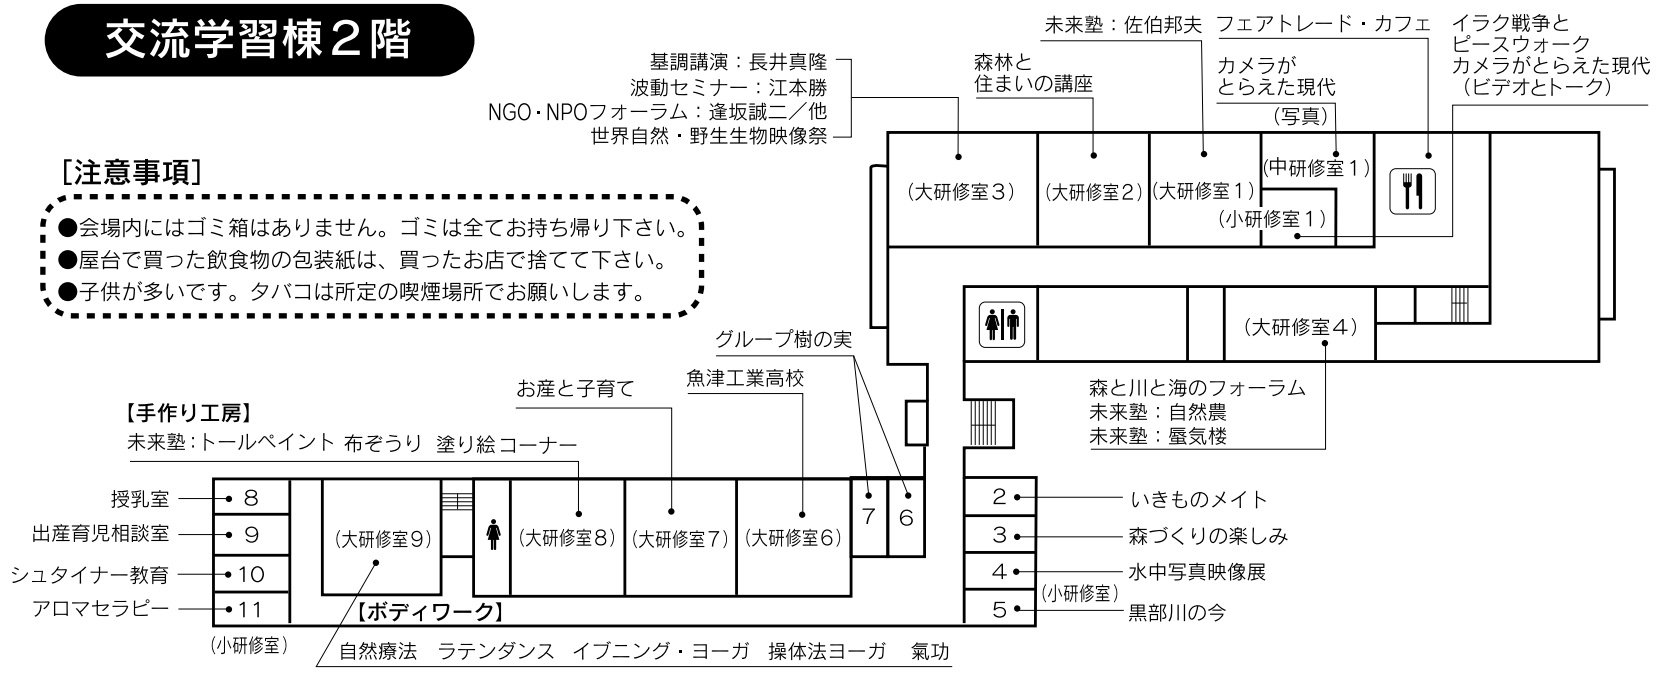 交流学習棟２階
未来塾：佐伯邦夫
フェアトレード・カフェ
イラク戦争と
ピースウォーク
カメラがとらえた現代
（ビデオとトーク）
カメラが
とらえた現代
（写真）
森林と
住まいの講座
基調講演：長井真隆
波動セミナー：江本勝
NGO・NPOフォーラム：逢坂誠二／他
世界自然・野生生物映像祭
［注意事項］
●会場内にはゴミ箱はありません。ゴミは全てお持ち帰り下さい。
●屋台で買った飲食物の包装紙は、買ったお店で捨てて下さい。
●子供が多いです。タバコは所定の喫煙場所でお願いします。
（大研修室３）
（大研修室２）
（大研修室１）
（中研修室１）
（小研修室１）
（大研修室４）
グループ樹の実
魚津工業高校
お産と子育て
森と川と海のフォーラム
未来塾：自然農
未来塾：蜃気楼
【手作り工房】
未来塾：トールペイント 布ぞうり 塗り絵コーナー
授乳室 8
出産育児相談室 9
シュタイナー教育 10
アロマセラピー 11
（小研修室）
（大研修室9）
（大研修室8）
（大研修室7）
（大研修室6）
7
6
2 いきものメイト
3 森づくりの楽しみ
4 水中写真映像展
（小研修室）
5 黒部川の今
【ボディワーク】
自然療法 ラテンダンス イブニング・ヨーガ 操体法ヨーガ 氣功